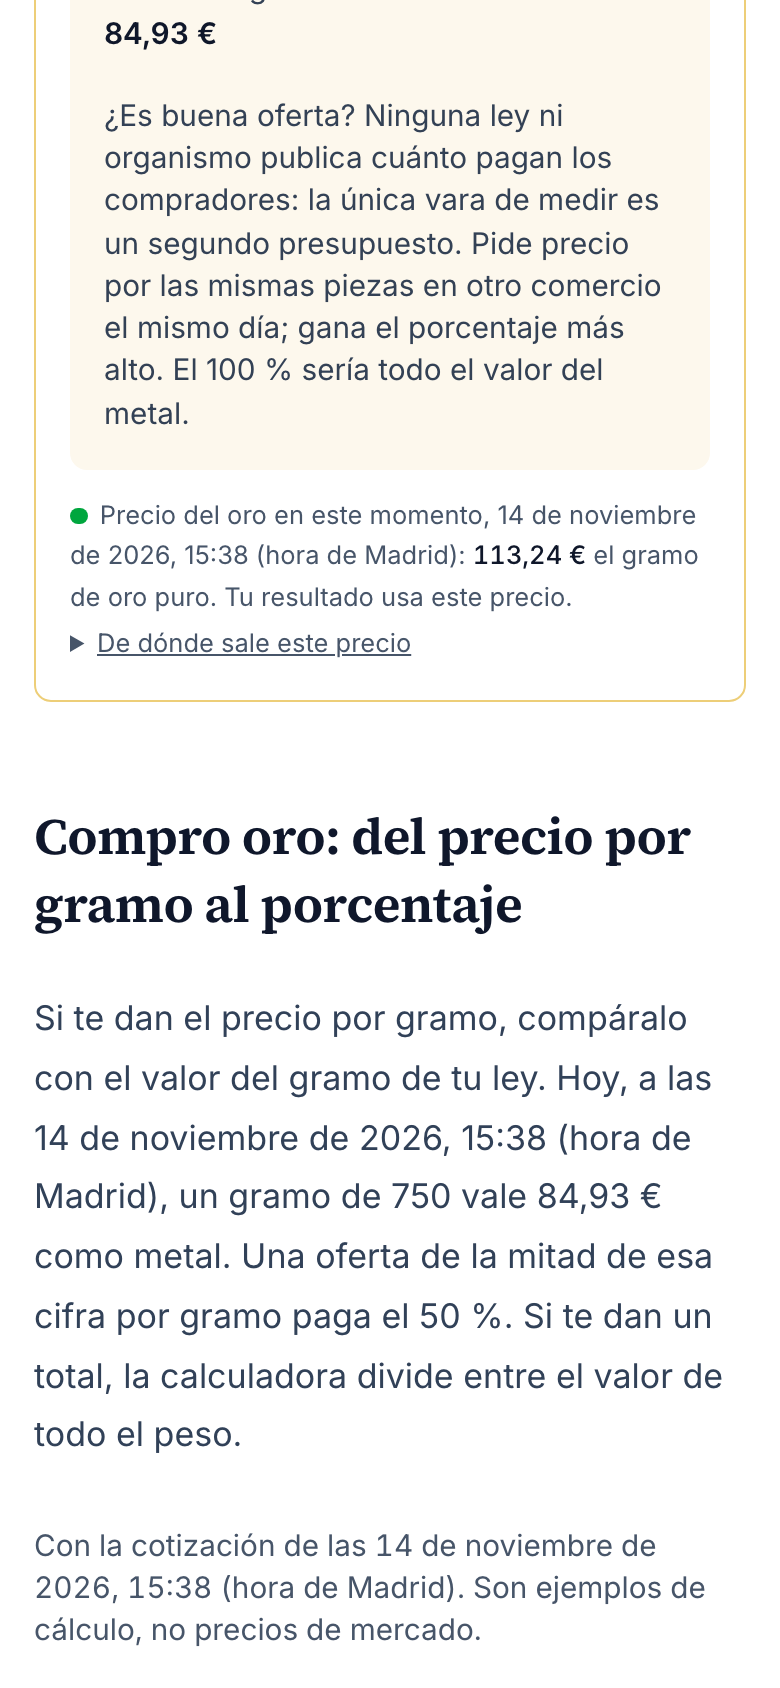 84,93 €
¿Es buena oferta? Ninguna ley ni
organismo publica cuánto pagan los
compradores: la única vara de medir es
un segundo presupuesto. Pide precio
por las mismas piezas en otro comercio
el mismo día; gana el porcentaje más
alto. El 100 % sería todo el valor del
metal.
Precio del oro en este momento, 14 de noviembre
de 2026, 15:38 (hora de Madrid): 113,24 € el gramo
de oro puro. Tu resultado usa este precio.
De dónde sale este precio
Compro oro: del precio por
gramo al porcentaje
Si te dan el precio por gramo, compáralo
con el valor del gramo de tu ley. Hoy, a las
14 de noviembre de 2026, 15:38 (hora de
Madrid), un gramo de 750 vale 84,93 €
como metal. Una oferta de la mitad de esa
cifra por gramo paga el 50 %. Si te dan un
total, la calculadora divide entre el valor de
todo el peso.
Con la cotización de las 14 de noviembre de
2026, 15:38 (hora de Madrid). Son ejemplos de
cálculo, no precios de mercado.